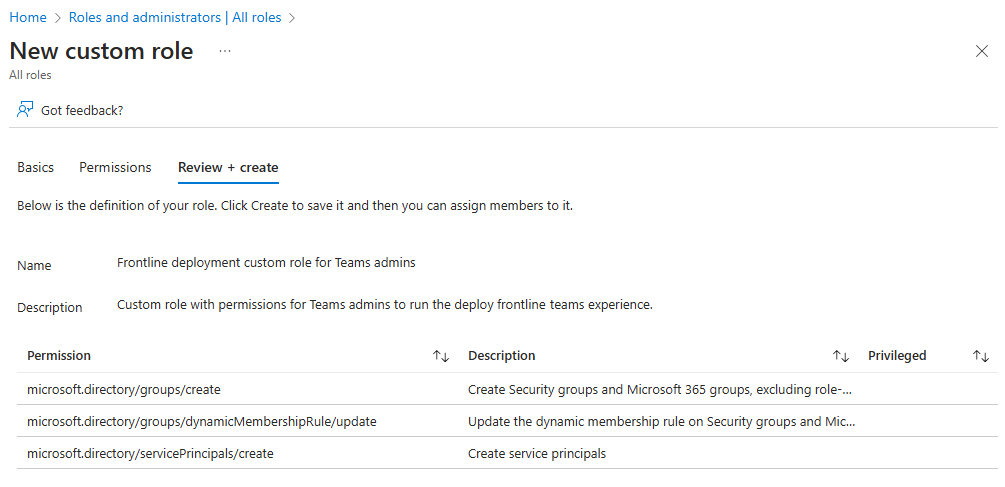 Home > Roles and administrators | All roles >
New custom role ...
All roles
Got feedback?
Basics Permissions Review + create
Below is the definition of your role. Click Create to save it and then you can assign members to it.
Name Frontline deployment custom role for Teams admins
Description Custom role with permissions for Teams admins to run the deploy frontline teams experience.
Permission Description Privileged
microsoft.directory/groups/create Create Security groups and Microsoft 365 groups, excluding role-...
microsoft.directory/groups/dynamicMembershipRule/update Update the dynamic membership rule on Security groups and Mic...
microsoft.directory/servicePrincipals/create Create service principals